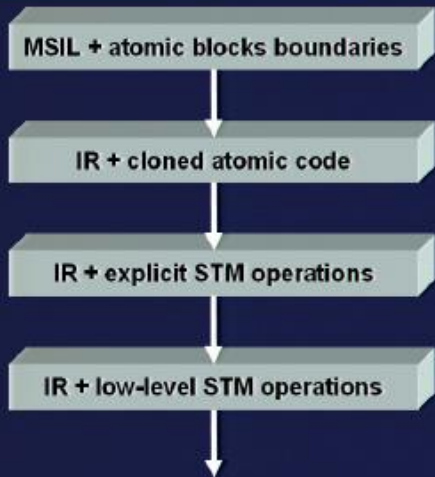 MSIL + atomic blocks boundaries
IR + cloned atomic code
IR + explicit STM operations
IR + low-level STM operations